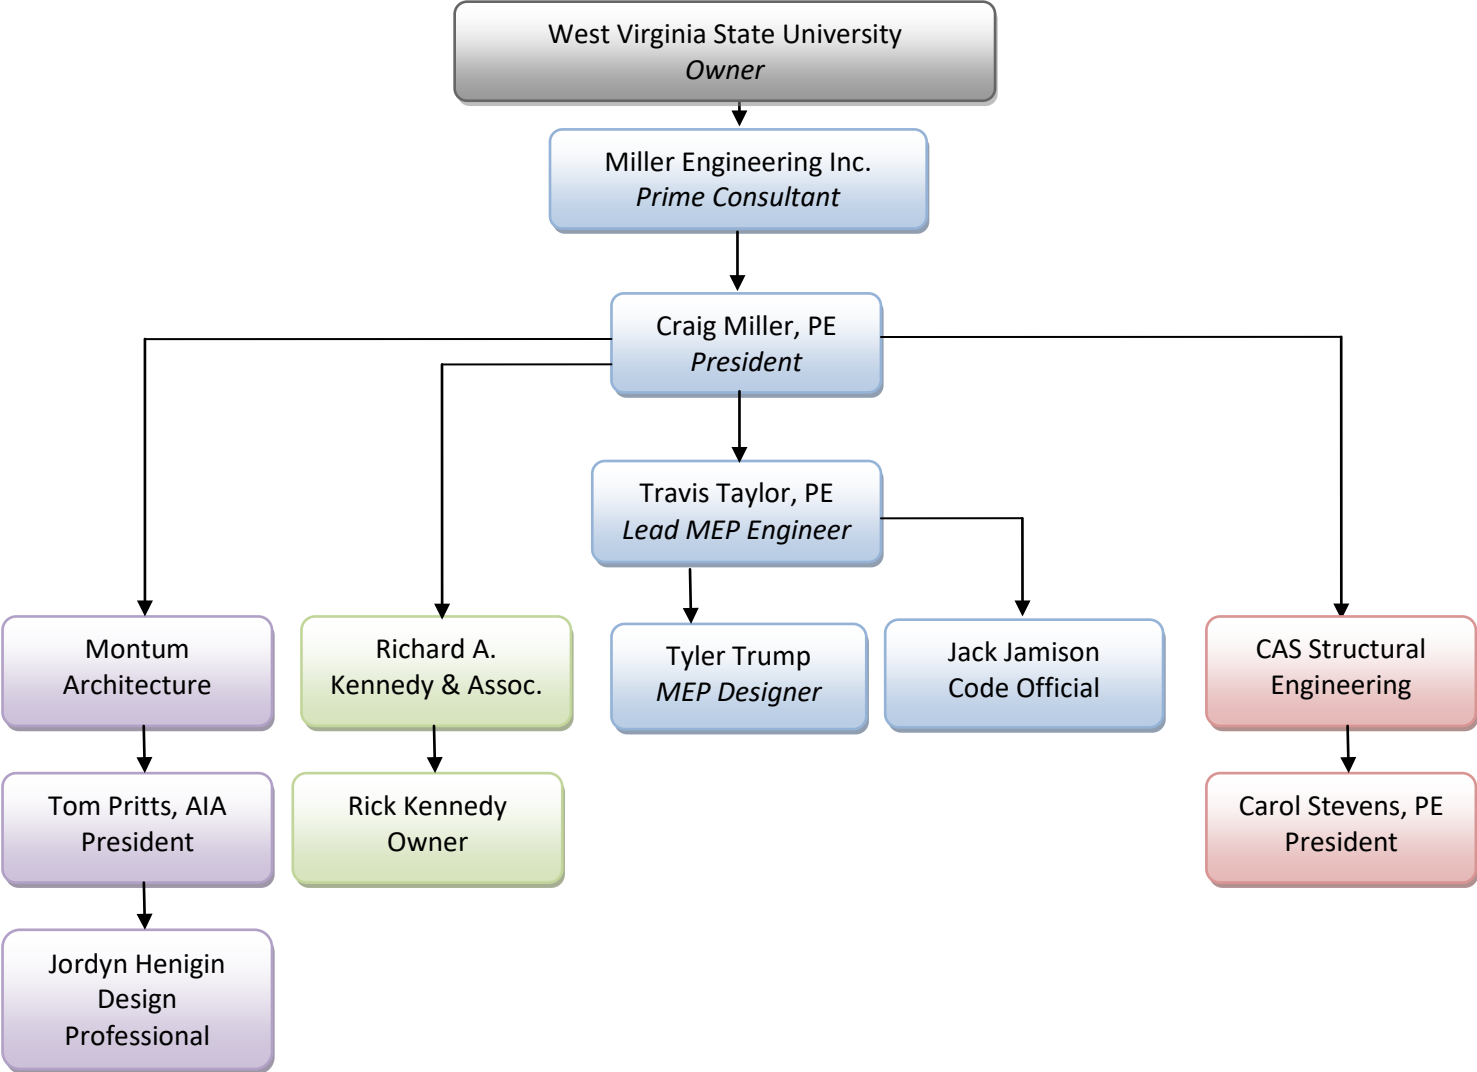 West Virginia State University
Owner
Miller Engineering Inc.
Prime Consultant
Craig Miller, PE
President
Travis Taylor, PE
Lead MEP Engineer
Montum
Architecture
Richard A.
Kennedy & Assoc.
Tyler Trump
MEP Designer
Jack Jamison
Code Official
CAS Structural
Engineering
Tom Pritts, AIA
President
Rick Kennedy
Owner
Carol Stevens, PE
President
Jordyn Henigin
Design
Professional